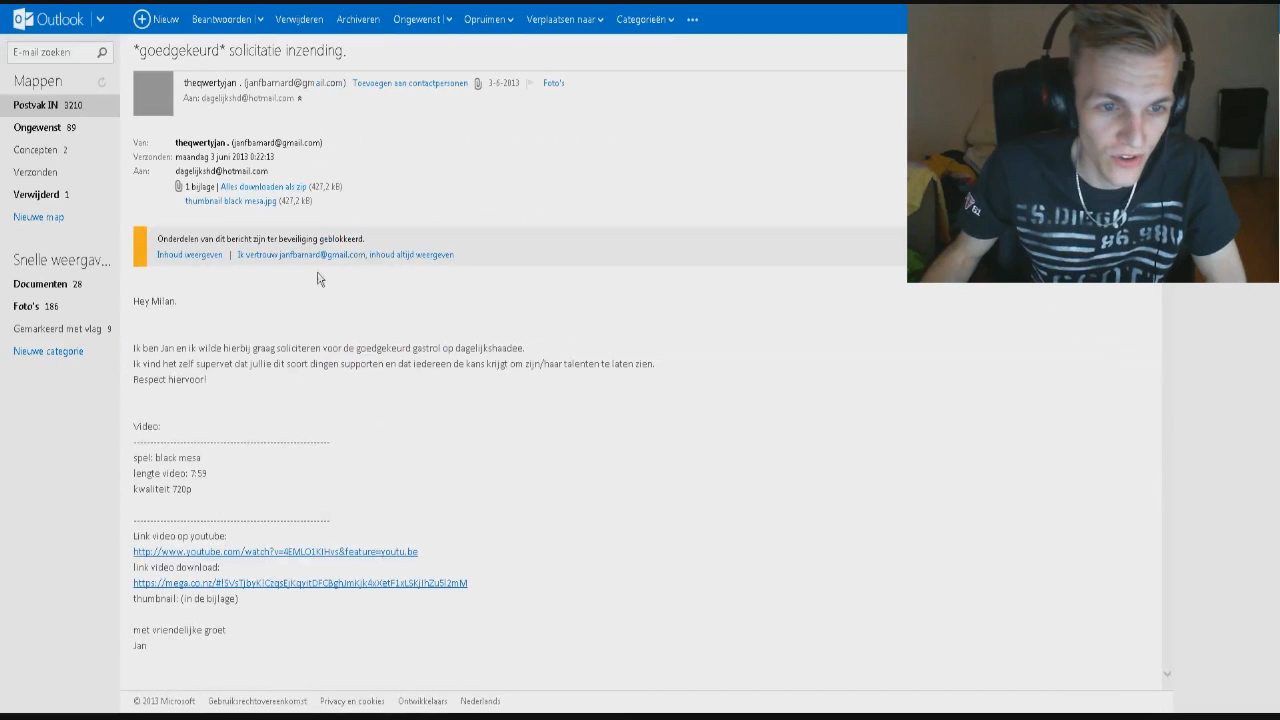 Outlook
Nieuw Beantwoorden Verwijderen Archiveren Ongewenst Opruimen Verplaatsen naar Categorieën
E-mail zoeken
*goedgekeurd* solicitatie inzending.
Mappen
Postvak IN 3210
Ongewenst 89
Concepten 2
Verzonden
Verwijderd 1
Nieuwe map
Snelle weergav...
Documenten 28
Foto's 186
Gemarkeerd met vlag 9
Nieuwe categorie
theqwertyjan . (janfbarnard@gmail.com) Toevoegen aan contactpersonen 3-6-2013 Foto's
Aan: dagelijkshd@hotmail.com
Van: theqwertyjan . (janfbarnard@gmail.com)
Verzonden: maandag 3 juni 2013 0:22:13
Aan: dagelijkshd@hotmail.com
1 bijlage | Alles downloaden als zip (427,2 kB)
thumbnail black mesa.jpg (427,2 kB)
Onderdelen van dit bericht zijn ter beveiliging geblokkeerd.
Inhoud weergeven | Ik vertrouw janfbarnard@gmail.com, inhoud altijd weergeven
Hey Milan.
Ik ben Jan en ik wilde hierbij graag soliciteren voor de goedgekeurd gastrol op dagelijkshaadee.
Ik vind het zelf supervet dat jullie dit soort dingen supporten en dat iedereen de kans krijgt om zijn/haar talenten te laten zien.
Respect hiervoor!
Video:
-----------------------------------------------
spel: black mesa
lengte video: 7:59
kwaliteit 720p
-----------------------------------------------
Link video op youtube:
link video download:
thumbnail: (in de bijlage)
met vriendelijke groet
Jan
© 2013 Microsoft Gebruiksrechtovereenkomst Privacy en cookies Ontwikkelaars Nederlands
S.DIEGO